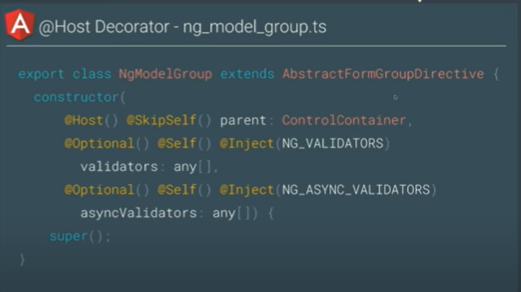 A
@Host Decorator - ng_model_group.ts
export class NgModelGroup extends AbstractFormGroupDirective {
constructor(
@Host() @SkipSelf() parent: ControlContainer,
@Optional() @Self() @Inject(NG_VALIDATORS)
validators: any[],
@Optional() @Self() @Inject(NG_ASYNC_VALIDATORS)
asyncValidators: any[]) {
super();
}